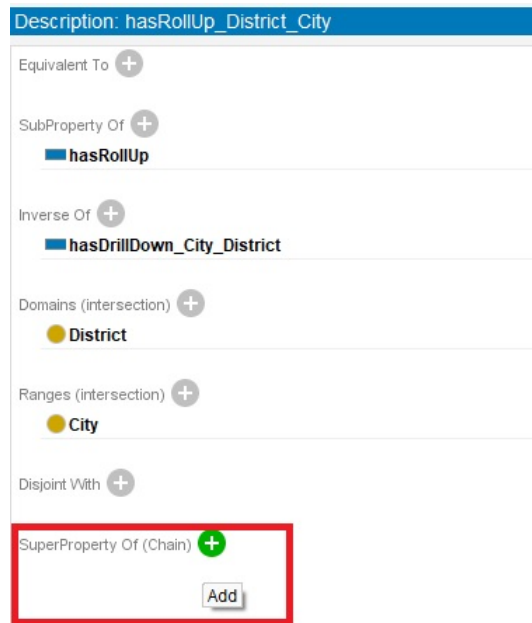 Description: hasRollUp_District_City
Equivalent To
SubProperty Of
hasRollUp
Inverse Of
hasDrillDown_City_District
Domains (intersection)
District
Ranges (intersection)
City
Disjoint With
SuperProperty Of (Chain)
Add